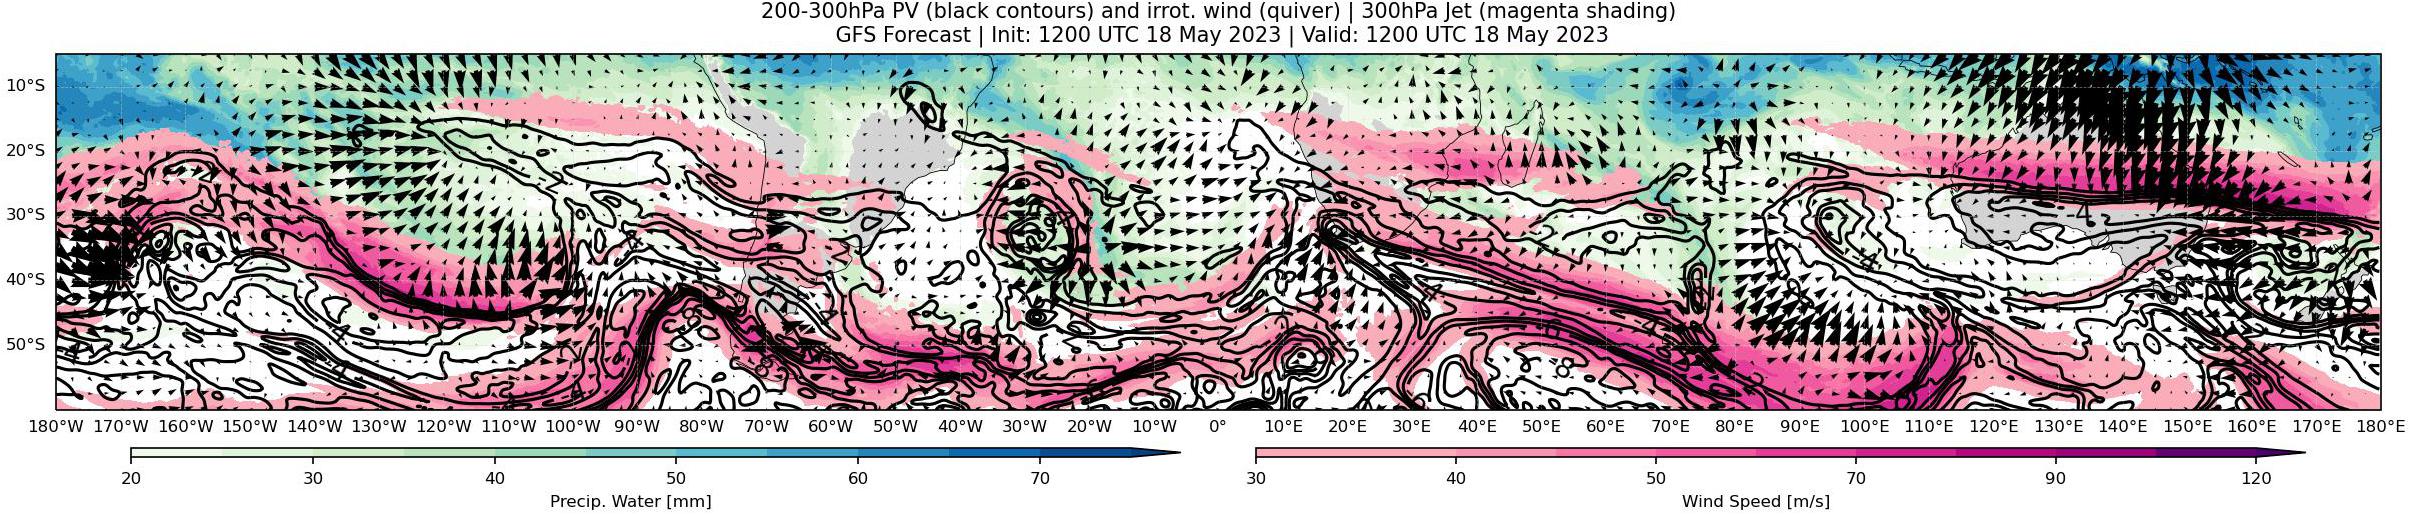 200-300hPa PV (black contours) and irrot. wind (quiver) | 300hPa Jet (magenta shading)
GFS Forecast | Init: 1200 UTC 18 May 2023 | Valid: 1200 UTC 18 May 2023
10°S
20°S
30°S
40°S
50°S
180°W 170°W 160°W 150°W 140°W 130°W 120°W 110°W 100°W 90°W 80°W 70°W 60°W 50°W 40°W 30°W 20°W 10°W 0° 10°E 20°E 30°E 40°E 50°E 60°E 70°E 80°E 90°E 100°E 110°E 120°E 130°E 140°E 150°E 160°E 170°E 180°E
20 30 40 50 60 70
Precip. Water [mm]
30 40 50 70 90 120
Wind Speed [m/s]